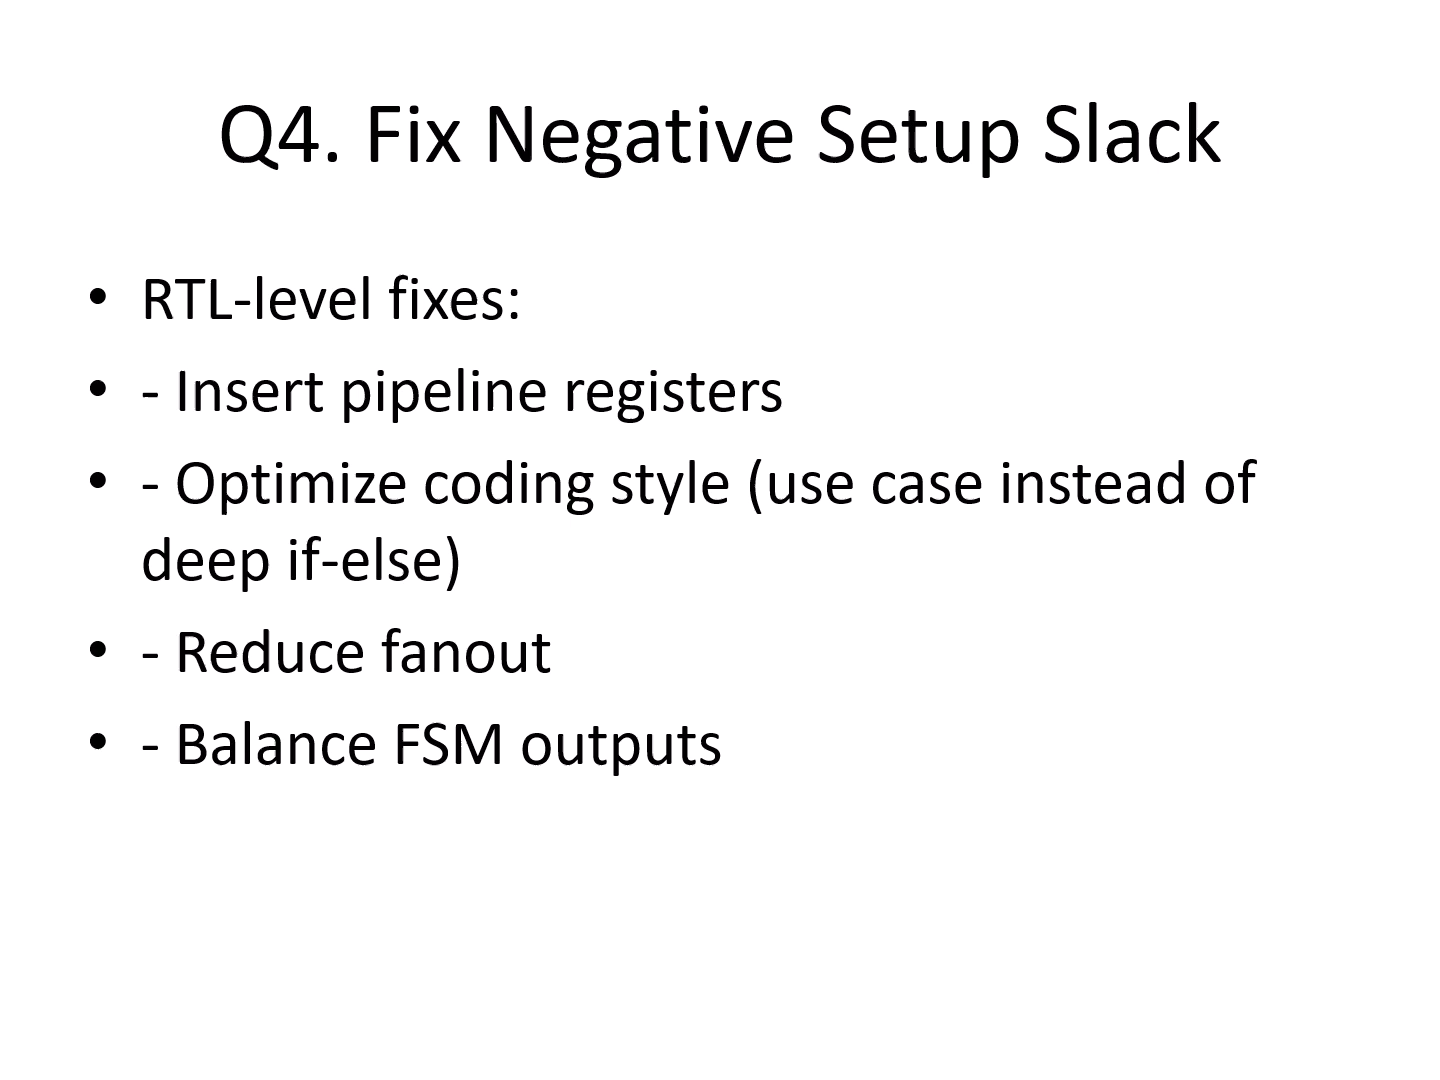 Q4. Fix Negative Setup Slack
• RTL-level fixes:
• - Insert pipeline registers
• - Optimize coding style (use case instead of
deep if-else)
• - Reduce fanout
• - Balance FSM outputs